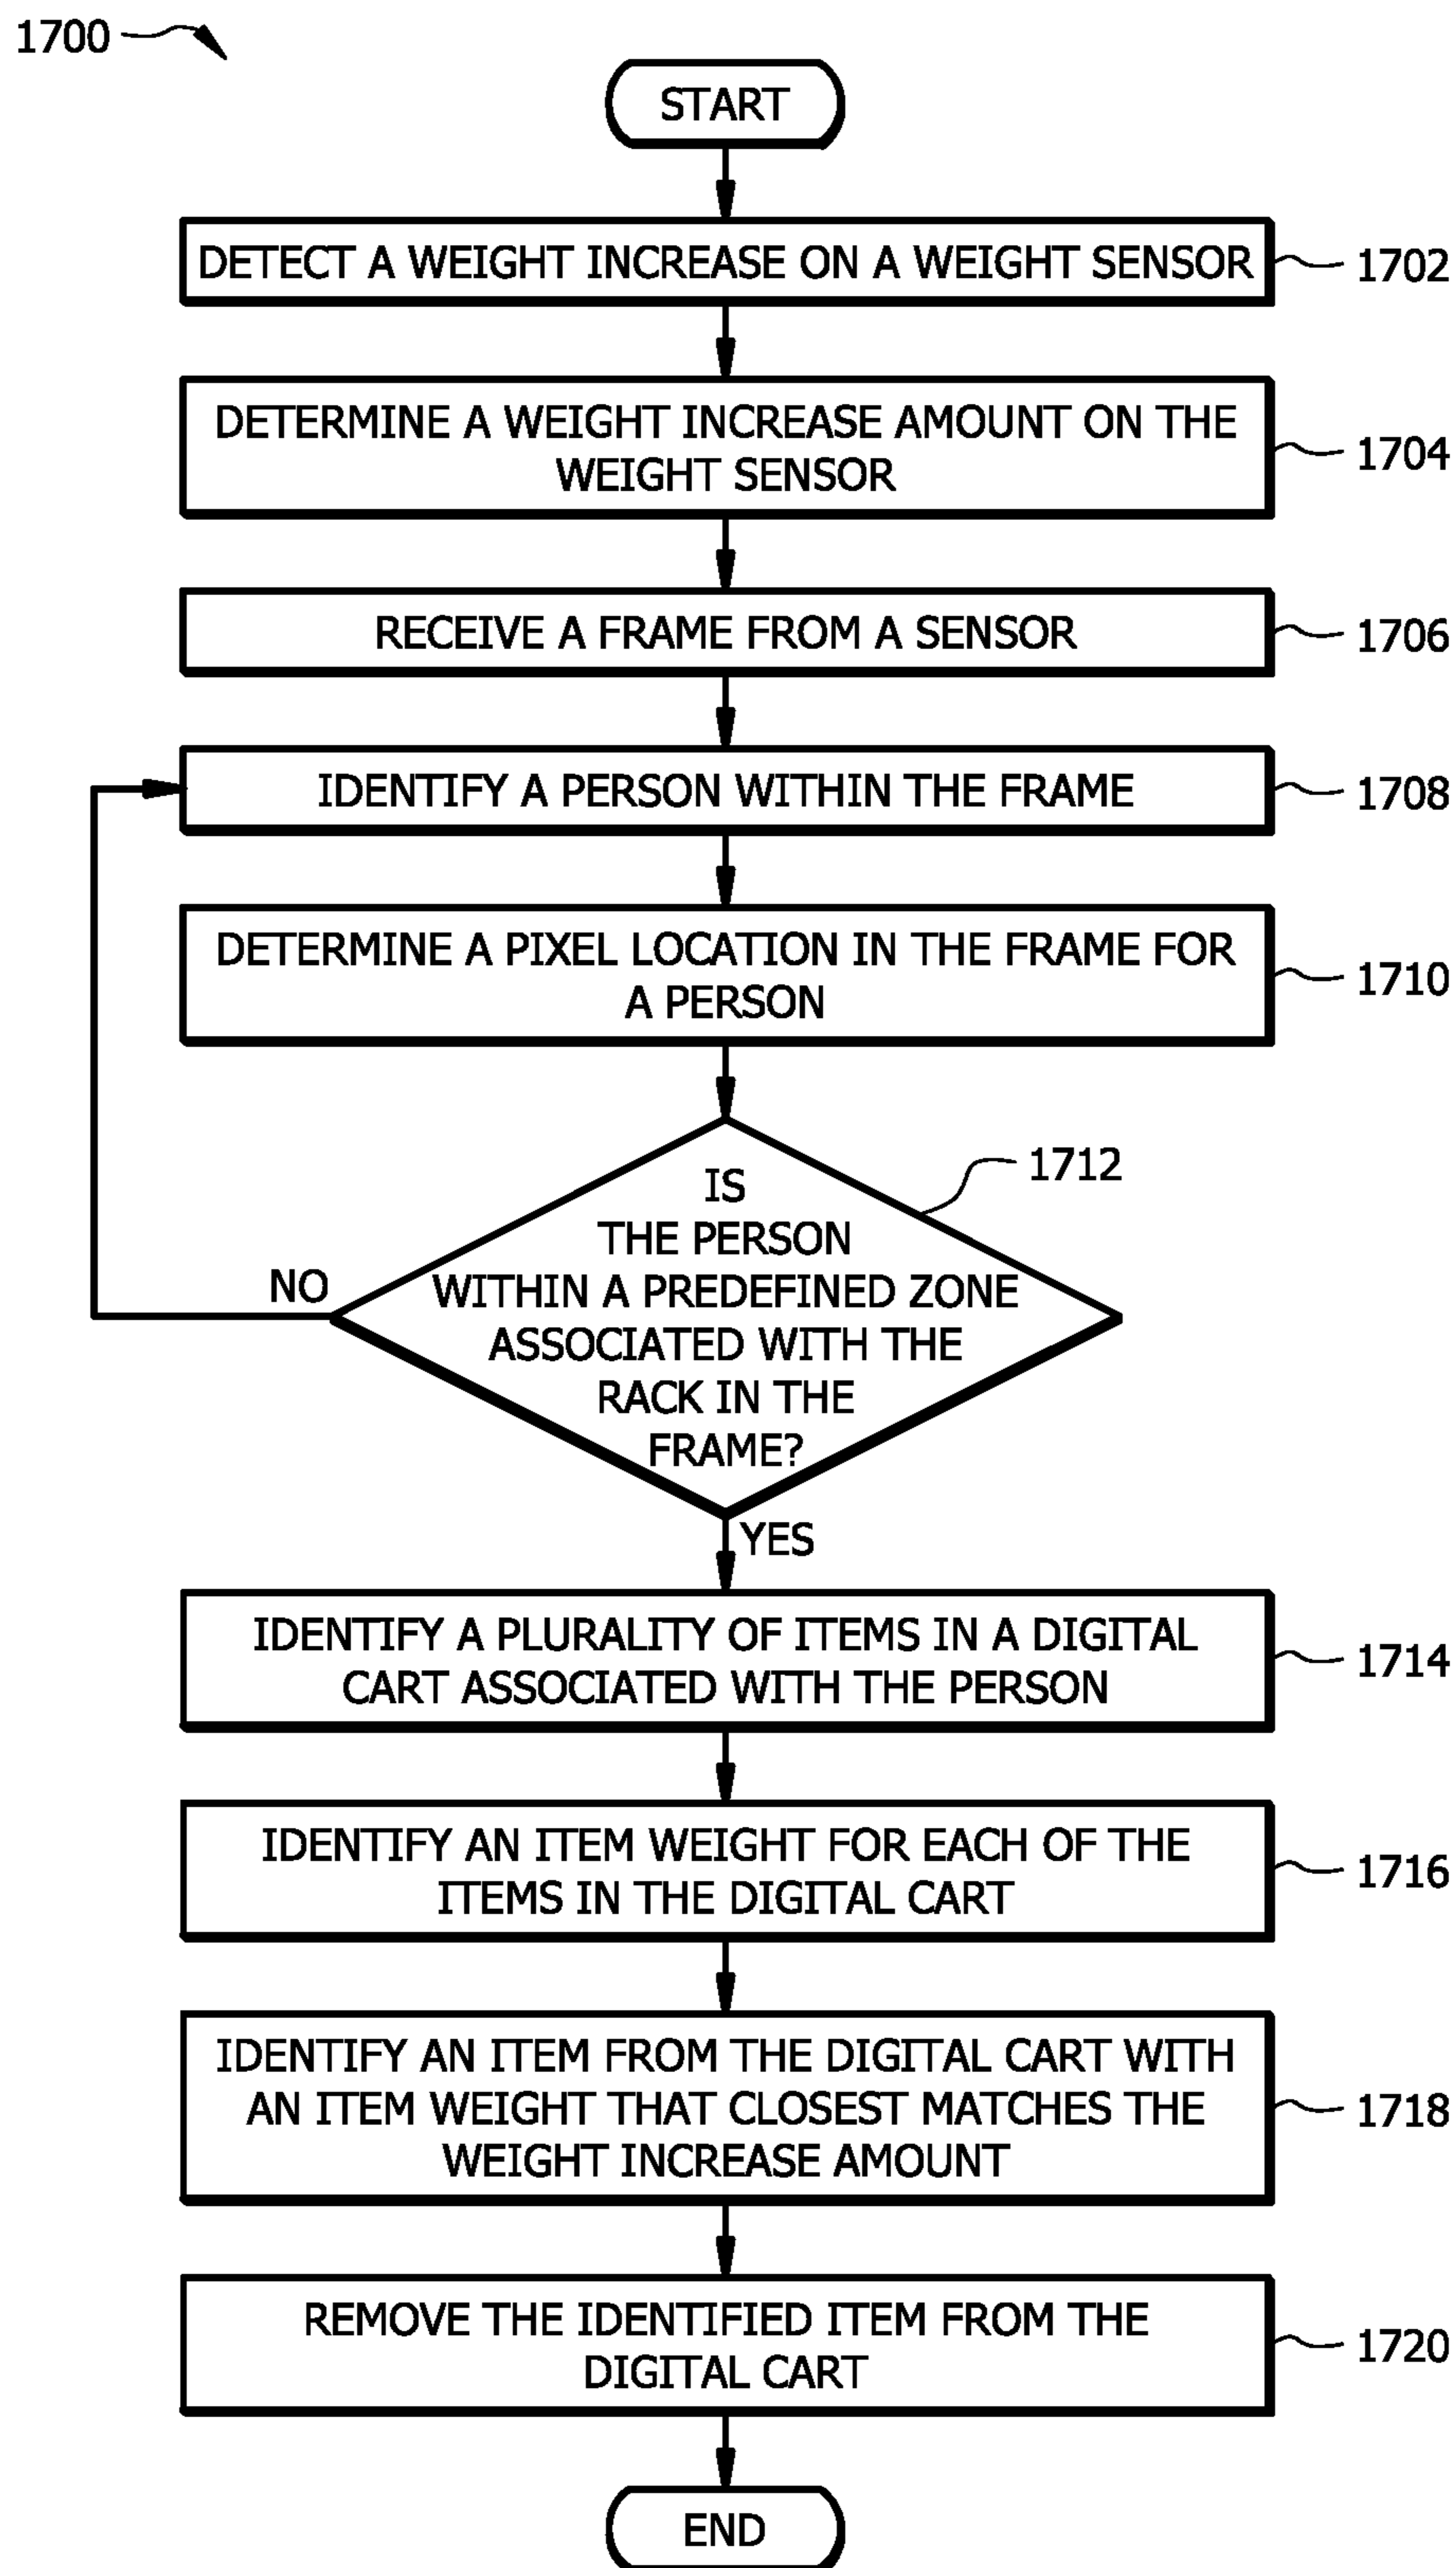 1700
START
DETECT A WEIGHT INCREASE ON A WEIGHT SENSOR
1702
DETERMINE A WEIGHT INCREASE AMOUNT ON THE
WEIGHT SENSOR
1704
RECEIVE A FRAME FROM A SENSOR
1706
IDENTIFY A PERSON WITHIN THE FRAME
1708
DETERMINE A PIXEL LOCATION IN THE FRAME FOR
A PERSON
1710
IS
THE PERSON
WITHIN A PREDEFINED ZONE
ASSOCIATED WITH THE
RACK IN THE
FRAME?
1712
NO
YES
IDENTIFY A PLURALITY OF ITEMS IN A DIGITAL
CART ASSOCIATED WITH THE PERSON
1714
IDENTIFY AN ITEM WEIGHT FOR EACH OF THE
ITEMS IN THE DIGITAL CART
1716
IDENTIFY AN ITEM FROM THE DIGITAL CART WITH
AN ITEM WEIGHT THAT CLOSEST MATCHES THE
WEIGHT INCREASE AMOUNT
1718
REMOVE THE IDENTIFIED ITEM FROM THE
DIGITAL CART
1720
END